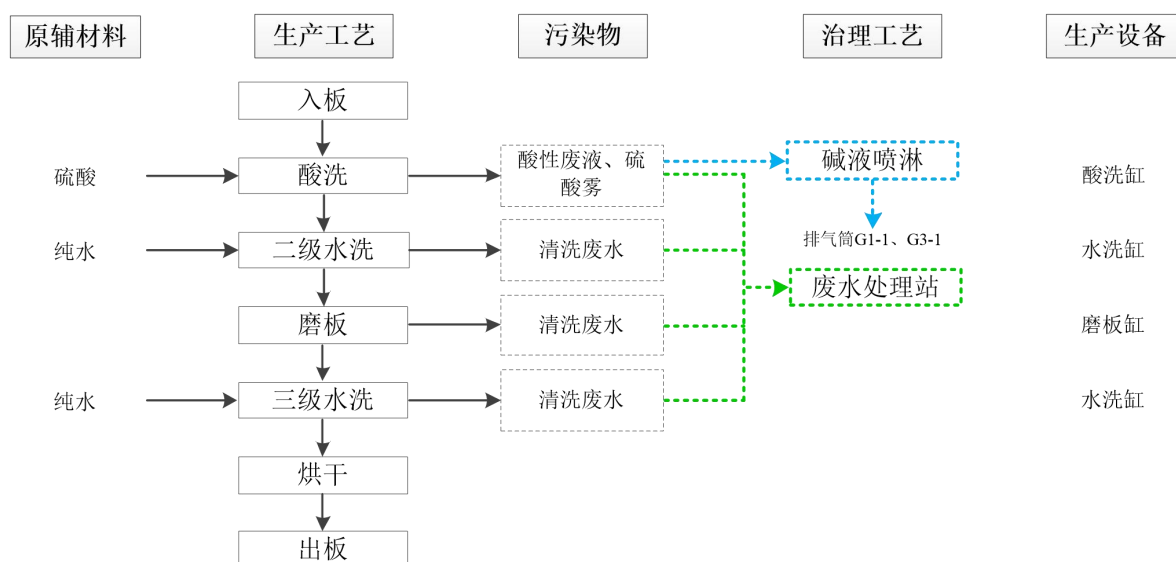 原辅材料 生产工艺 污染物 治理工艺 生产设备
入板
硫酸 酸洗 酸性废液、硫 碱液喷淋 酸洗缸
酸雾
排气筒G1-1、G3-1
纯水 二级水洗 清洗废水 水洗缸
废水处理站
磨板 清洗废水 磨板缸
纯水 三级水洗 清洗废水 水洗缸
烘干
出板